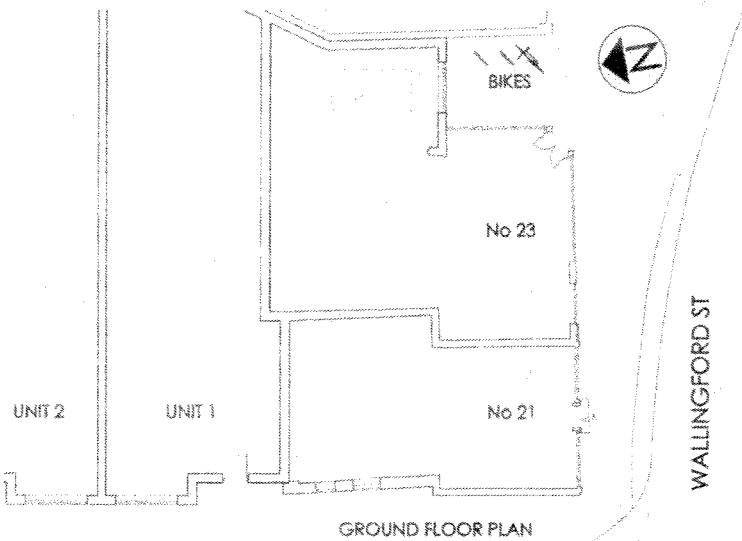 N
BIKES
No 23
WALLINGFORD ST
UNIT 2
UNIT 1
No 21
GROUND FLOOR PLAN